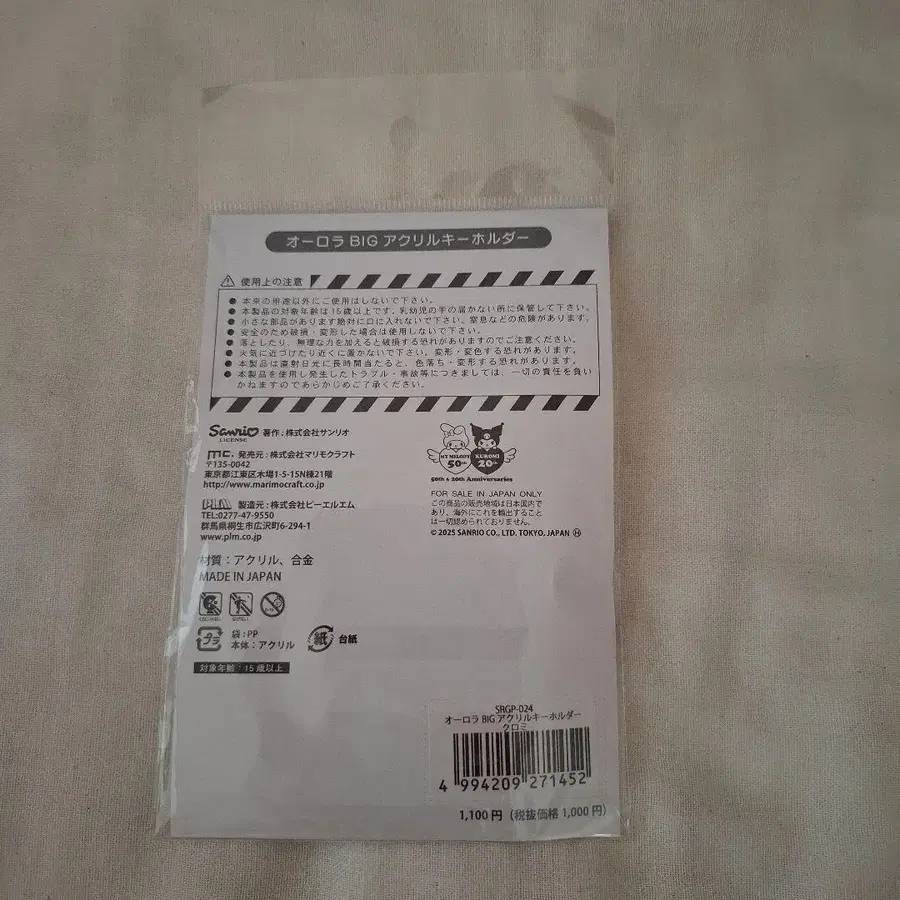 オーロラ BIG アクリルキーホルダー
使用上の注意
● 本来の用途以外にご使用はしないで下さい。
● 本製品の対象年齢は15歳以上です。乳幼児の手の届かない所に保管して下さい。
● 小さな部品があります絶対に口に入れないで下さい。窒息などの危険があります。
● 安全のため破損・変形した場合は使用しないで下さい。
● 落としたり、無理な力を加えると破損する恐れがありますのでご注意ください。
● 火気に近づけたり近くに置かないで下さい。変形・変色する恐れがあります。
● 本製品は直射日光に長時間当たると、色落ち・変形する恐れがあります。
● 本製品を使用し発生したトラブル・事故等につきましては、一切の責任を負い
かねますのであらかじめご了承ください。
Sanrio 著作：株式会社サンリオ
LICENSE
mc. 発売元：株式会社マリモクラフト
〒135-0042
東京都江東区木場1-5-15N棟21階
http://www.marimocraft.co.jp
PLM 製造元：株式会社ピーエルエム
TEL:0277-47-9550
群馬県桐生市広沢町6-294-1
www.plm.co.jp
MY MELODY
50th
KUROMI
20th
50th & 20th Anniversaries
FOR SALE IN JAPAN ONLY
この商品の販売地域は日本国内で
あり、海外にこれを輸出すること
は一切認められておりません。
© 2025 SANRIO CO., LTD. TOKYO, JAPAN Ⓗ
材質：アクリル、合金
MADE IN JAPAN
プラ
袋：PP
本体：アクリル
紙 台紙
対象年齢：15歳以上
SRGP-024
オーロラ BIG アクリルキーホルダー
クロミ
4 994209 271452
1,100円（税抜価格 1,000円）